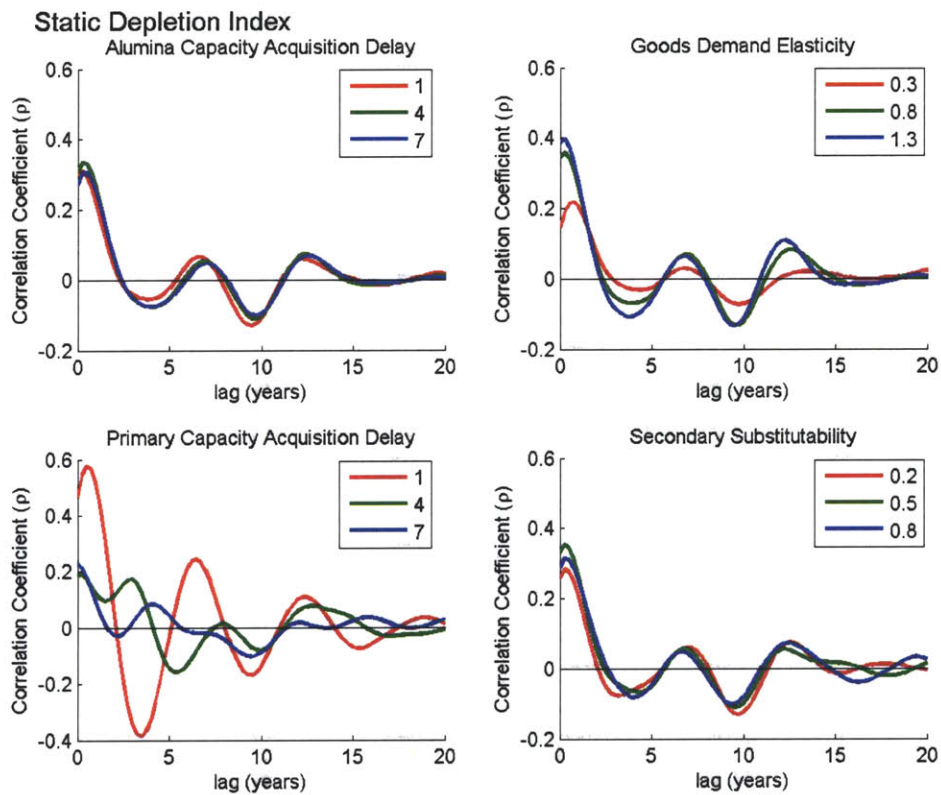 Static Depletion Index
Alumina Capacity Acquisition Delay
Correlation Coefficient (ρ)
0.6
0.4
0.2
0
-0.2
0 5 10 15 20
lag (years)
1
4
7
Goods Demand Elasticity
Correlation Coefficient (ρ)
0.6
0.4
0.2
0
-0.2
0 5 10 15 20
lag (years)
0.3
0.8
1.3
Primary Capacity Acquisition Delay
Correlation Coefficient (ρ)
0.6
0.4
0.2
0
-0.2
-0.4
0 5 10 15 20
lag (years)
1
4
7
Secondary Substitutability
Correlation Coefficient (ρ)
0.6
0.4
0.2
0
-0.2
0 5 10 15 20
lag (years)
0.2
0.5
0.8